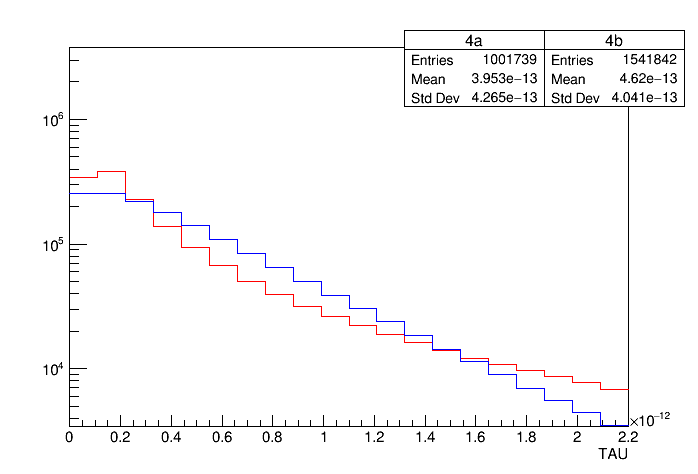 4a 4b
Entries 1001739 Entries 1541842
Mean 3.953e−13 Mean 4.62e−13
Std Dev 4.265e−13 Std Dev 4.041e−13
10⁶
10⁵
10⁴
×10⁻¹²
0 0.2 0.4 0.6 0.8 1 1.2 1.4 1.6 1.8 2 2.2
TAU